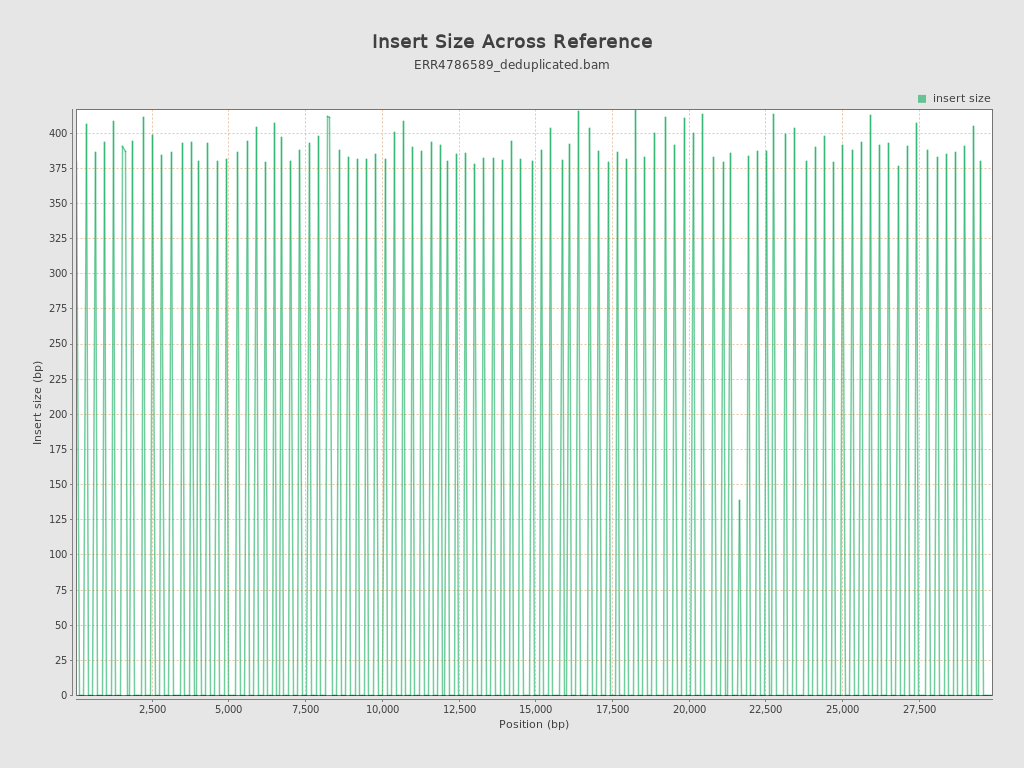 Insert Size Across Reference
ERR4786589_deduplicated.bam
insert size
400
375
350
325
300
275
250
225
200
175
150
125
100
75
50
25
0
Insert size (bp)
2,500 5,000 7,500 10,000 12,500 15,000 17,500 20,000 22,500 25,000 27,500
Position (bp)